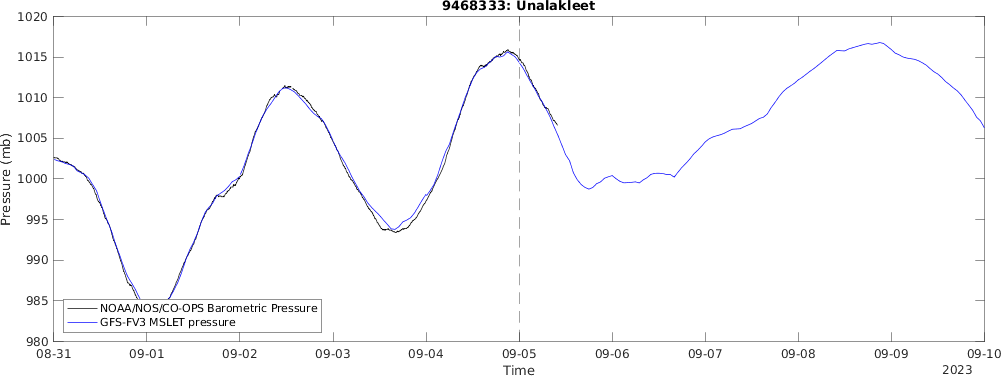 9468333: Unalakleet
1020
1015
1010
1005
1000
995
990
985
980
Pressure (mb)
NOAA/NOS/CO-OPS Barometric Pressure
GFS-FV3 MSLET pressure
08-31 09-01 09-02 09-03 09-04 09-05 09-06 09-07 09-08 09-09 09-10
Time
2023